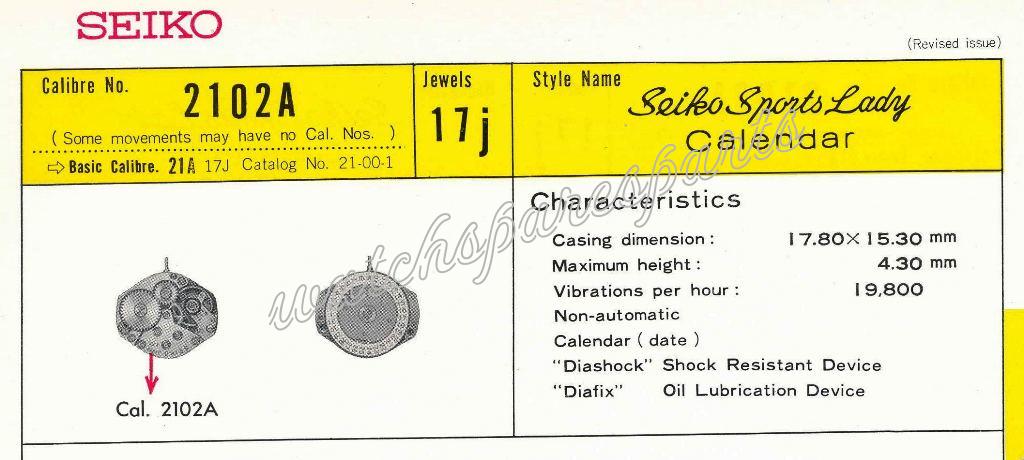 SEIKO
(Revised issue)
Calibre No.
2102A
( Some movements may have no Cal. Nos. )
⇨ Basic Calibre. 21A 17J Catalog No. 21-00-1
Jewels
17j
Style Name
Seiko Sports Lady
Calendar
Characteristics
Casing dimension : 17.80×15.30 mm
Maximum height : 4.30 mm
Vibrations per hour : 19,800
Non-automatic
Calendar ( date )
"Diashock" Shock Resistant Device
"Diafix" Oil Lubrication Device
Cal. 2102A
watchsparesparts